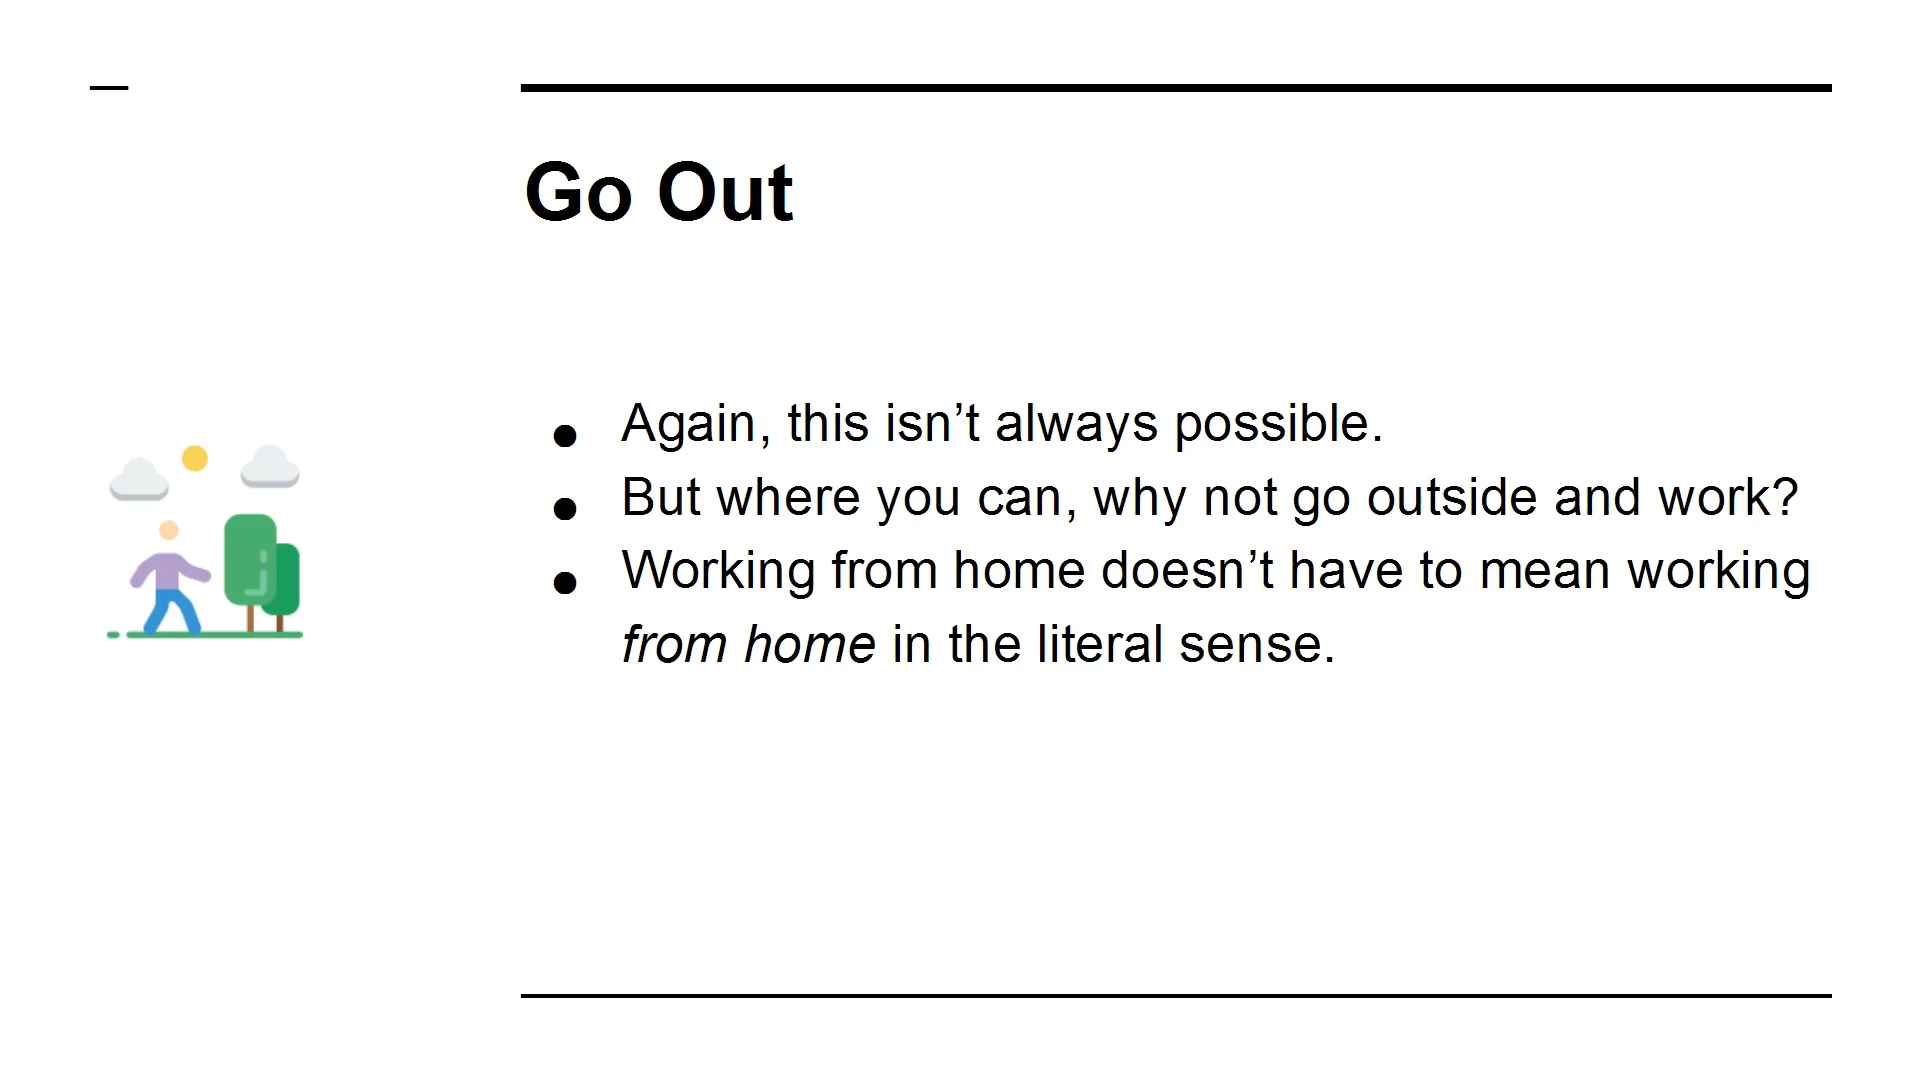 Go Out
● Again, this isn’t always possible.
● But where you can, why not go outside and work?
● Working from home doesn’t have to mean working
from home in the literal sense.